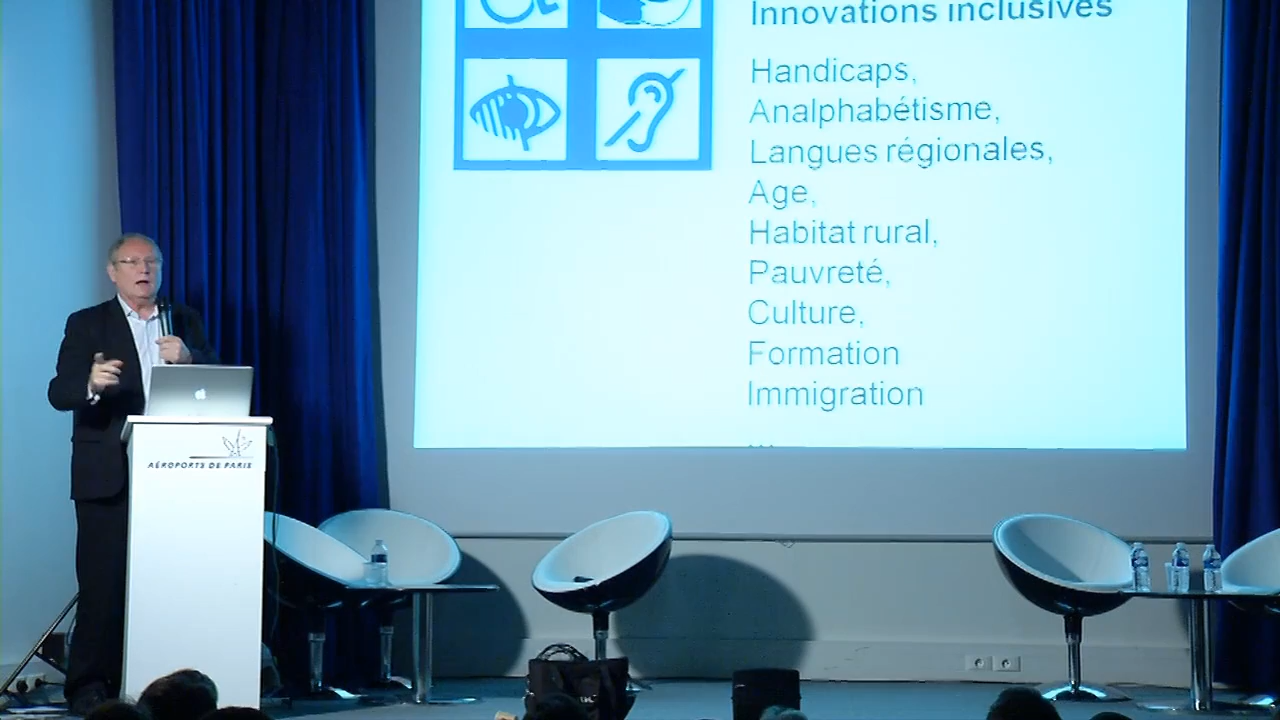 Innovations inclusives
Handicaps,
Analphabétisme,
Langues régionales,
Age,
Habitat rural,
Pauvreté,
Culture,
Formation
Immigration
...
AÉROPORTS DE PARIS